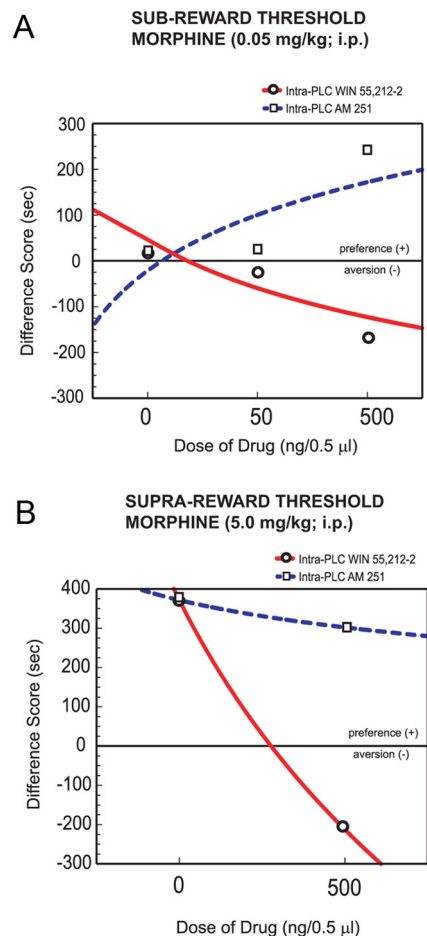 A
SUB-REWARD THRESHOLD
MORPHINE (0.05 mg/kg; i.p.)
Intra-PLC WIN 55,212-2
Intra-PLC AM 251
300
200
100
0
-100
-200
-300
Difference Score (sec)
preference (+)
aversion (-)
0 50 500
Dose of Drug (ng/0.5 µl)
B
SUPRA-REWARD THRESHOLD
MORPHINE (5.0 mg/kg; i.p.)
Intra-PLC WIN 55,212-2
Intra-PLC AM 251
400
300
200
100
0
-100
-200
-300
Difference Score (sec)
preference (+)
aversion (-)
0 500
Dose of Drug (ng/0.5 µl)